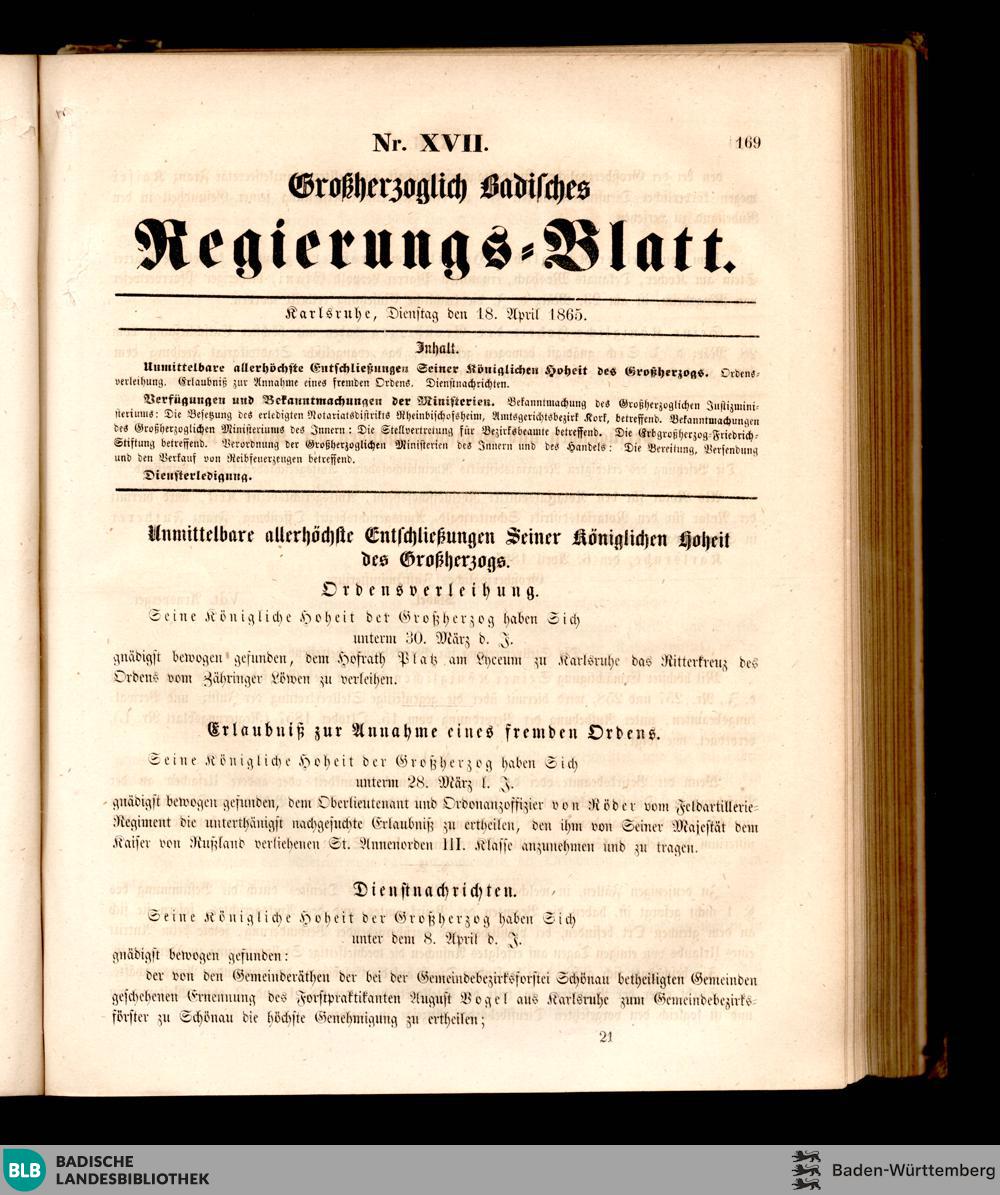 Nr. XVII.
169
Großherzoglich Badisches
Regierungs-Blatt.
Karlsruhe, Dienstag den 18. April 1865.
Inhalt.
Unmittelbare allerhöchste Entschließungen Seiner Königlichen Hoheit des Großherzogs. Ordens-
verleihung. Erlaubniß zur Annahme eines fremden Ordens. Dienstnachrichten.
Verfügungen und Bekanntmachungen der Ministerien. Bekanntmachung des Großherzoglichen Justizmini-
steriums: Die Besetzung des erledigten Notariatsdistrikts Rheinbischofsheim, Amtsgerichtsbezirk Kork, betreffend. Bekanntmachungen
des Großherzoglichen Ministeriums des Innern: Die Stellvertretung für Bezirksbeamte betreffend. Die Erbgroßherzog-Friedrich-
Stiftung betreffend. Verordnung der Großherzoglichen Ministerien des Innern und des Handels: Die Bereitung, Versendung
und den Verkauf von Reibfeuerzeugen betreffend.
Diensterledigung.
Unmittelbare allerhöchste Entschließungen Seiner Königlichen Hoheit
des Großherzogs.
Ordensverleihung.
Seine Königliche Hoheit der Großherzog haben Sich
unterm 30. März d. J.
gnädigst bewogen gefunden, dem Hofrath Platz am Lyceum zu Karlsruhe das Ritterkreuz des
Ordens vom Zähringer Löwen zu verleihen.
Erlaubniß zur Annahme eines fremden Ordens.
Seine Königliche Hoheit der Großherzog haben Sich
unterm 28. März l. J.
gnädigst bewogen gefunden, dem Oberlieutenant und Ordonanzoffizier von Röder vom Feldartillerie-
Regiment die unterthänigst nachgesuchte Erlaubniß zu ertheilen, den ihm von Seiner Majestät dem
Kaiser von Rußland verliehenen St. Annenorden III. Klasse anzunehmen und zu tragen.
Dienstnachrichten.
Seine Königliche Hoheit der Großherzog haben Sich
unter dem 8. April d. J.
gnädigst bewogen gefunden:
der von den Gemeinderäthen der bei der Gemeindebezirksforstei Schönau betheiligten Gemeinden
geschehenen Ernennung des Forstpraktikanten August Vogel aus Karlsruhe zum Gemeindebezirks-
förster zu Schönau die höchste Genehmigung zu ertheilen;
21
BLB BADISCHE
LANDESBIBLIOTHEK
Baden-Württemberg